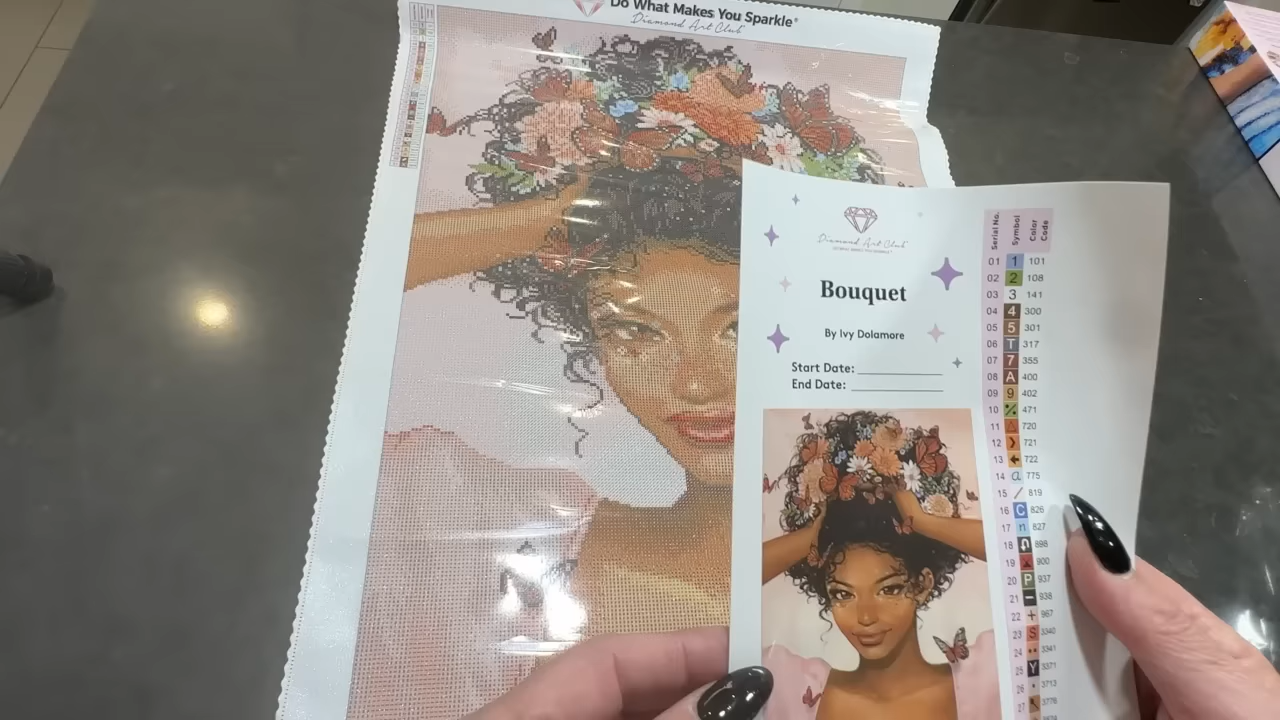 Do What Makes You Sparkle®
Diamond Art Club
Diamond Art Club
Bouquet
By Ivy Dolamore
Start Date:
End Date:
Serial No. Symbol Color Code
01 1 101
02 2 108
03 3 141
04 4 300
05 5 301
06 T 317
07 7 355
08 A 400
09 9 402
10 471
11 720
12 721
13 722
14 a 775
15 / 819
16 C 826
17 n 827
18 898
19 900
20 P 937
21 - 938
22 + 967
23 S 3340
24 3341
25 Y 3371
26 3713
27 3776